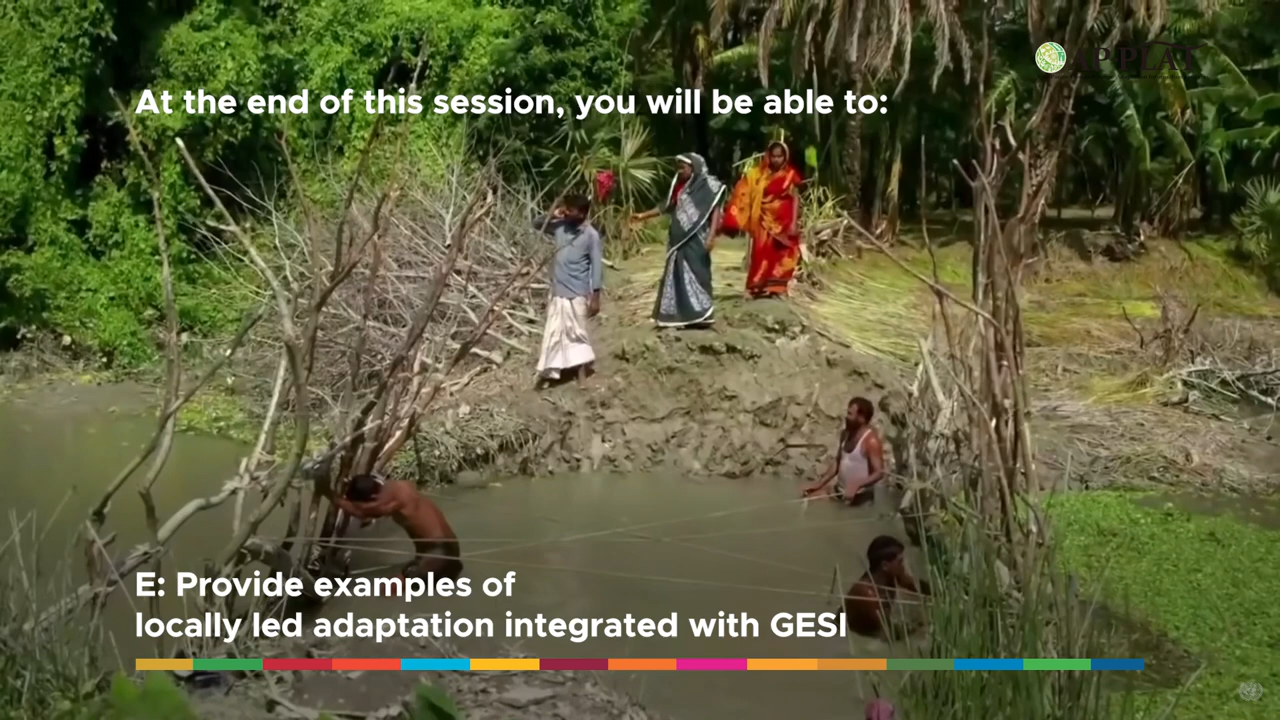 APPLAT
At the end of this session, you will be able to:
E: Provide examples of
locally led adaptation integrated with GESI